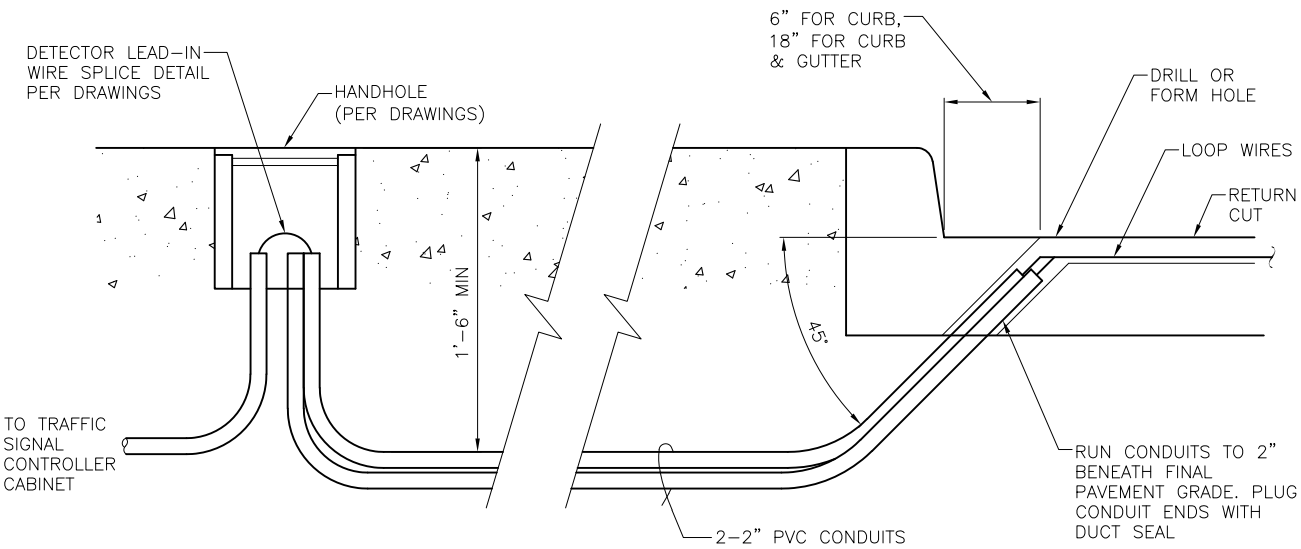 6” FOR CURB,
18” FOR CURB
& GUTTER
DETECTOR LEAD-IN
WIRE SPLICE DETAIL
PER DRAWINGS
HANDHOLE
(PER DRAWINGS)
DRILL OR
FORM HOLE
LOOP WIRES
RETURN
CUT
1'-6” MIN
45°
TO TRAFFIC
SIGNAL
CONTROLLER
CABINET
RUN CONDUITS TO 2”
BENEATH FINAL
PAVEMENT GRADE. PLUG
CONDUIT ENDS WITH
DUCT SEAL
2-2” PVC CONDUITS